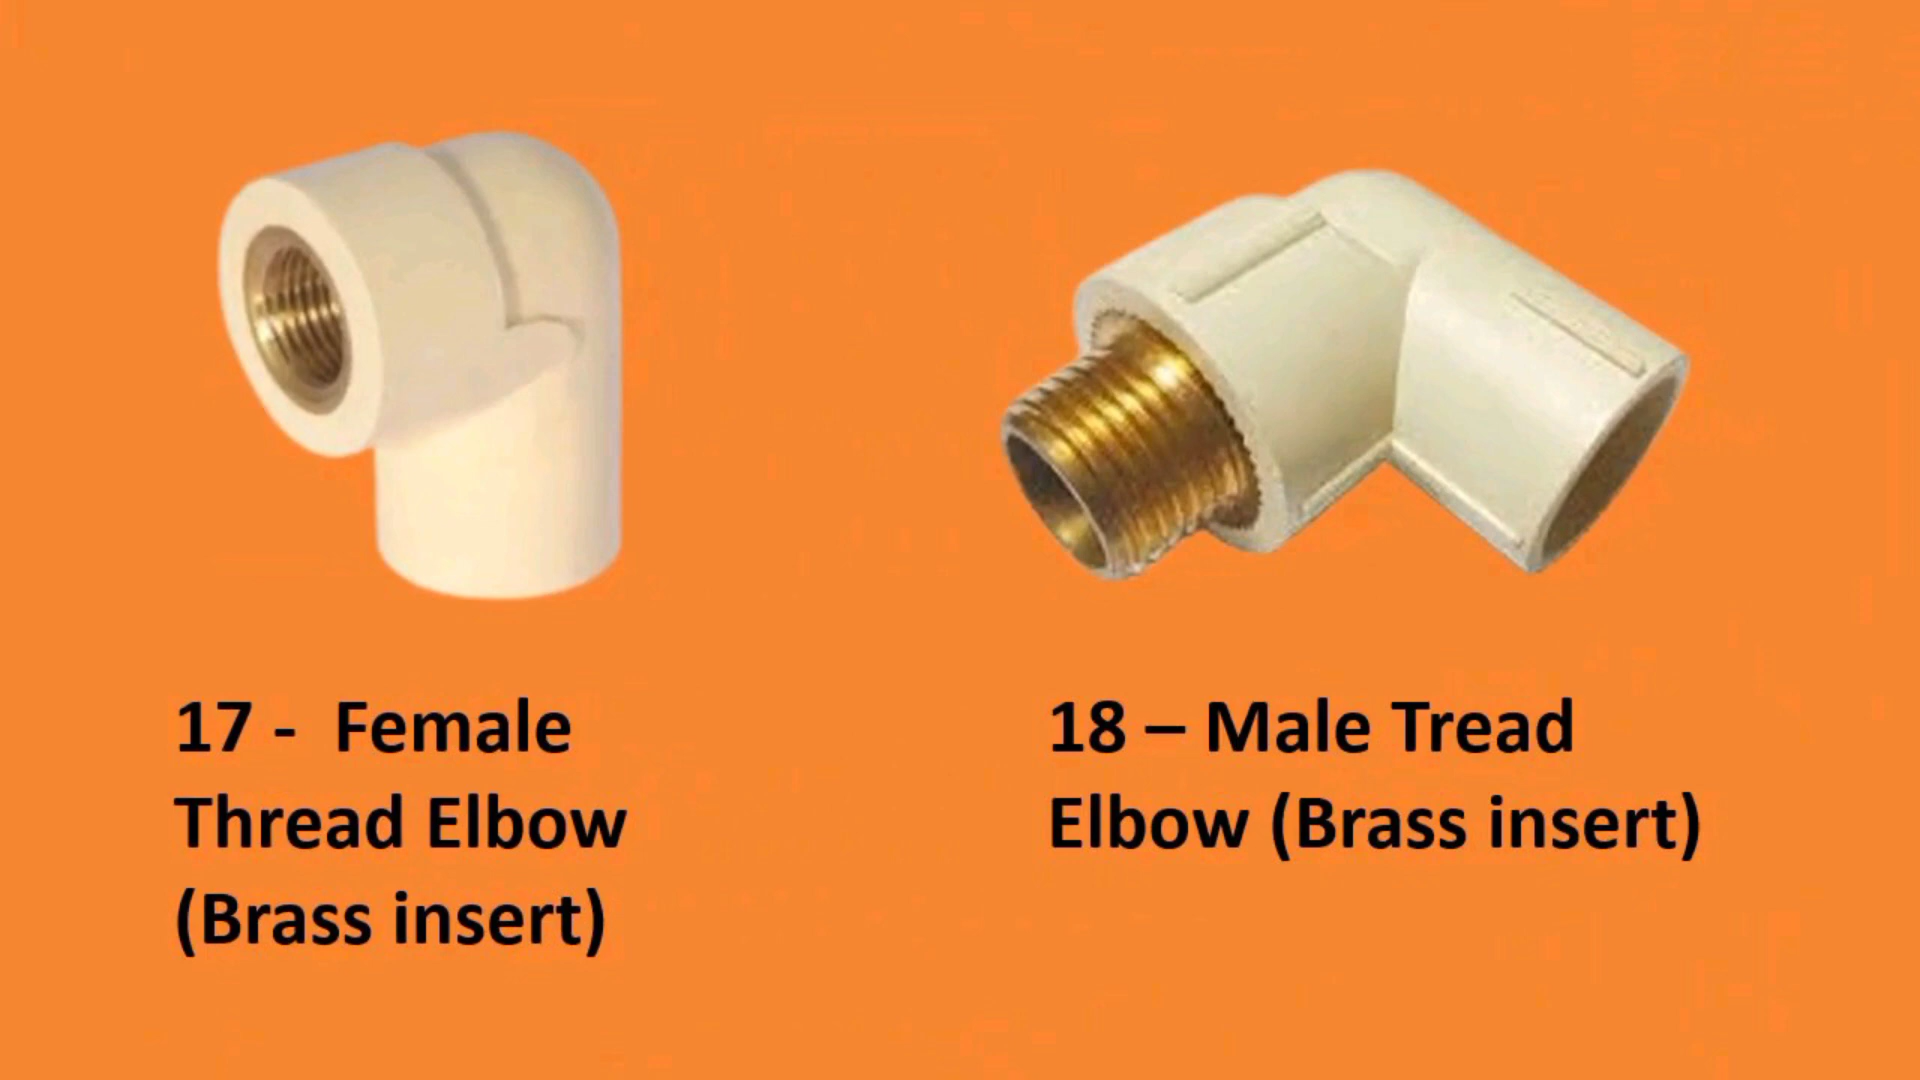 17 -  Female
Thread Elbow
(Brass insert)
18 – Male Tread
Elbow (Brass insert)